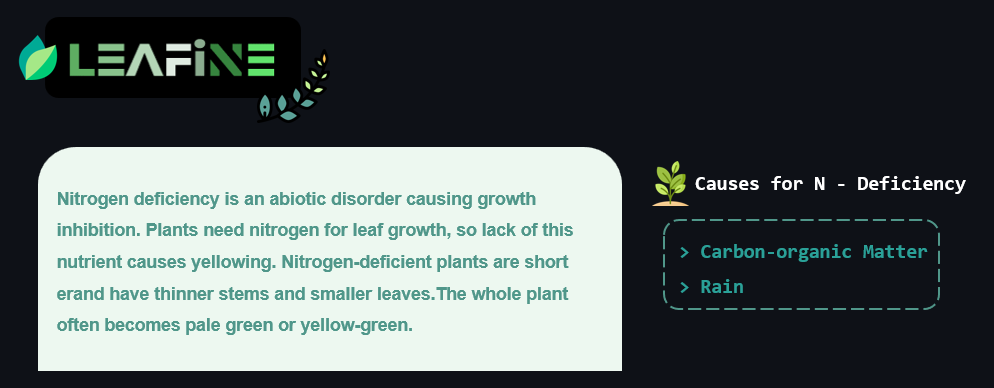 LEAFiNE
Nitrogen deficiency is an abiotic disorder causing growth
inhibition. Plants need nitrogen for leaf growth, so lack of this
nutrient causes yellowing. Nitrogen-deficient plants are short
erand have thinner stems and smaller leaves.The whole plant
often becomes pale green or yellow-green.
Causes for N - Deficiency
> Carbon-organic Matter
> Rain